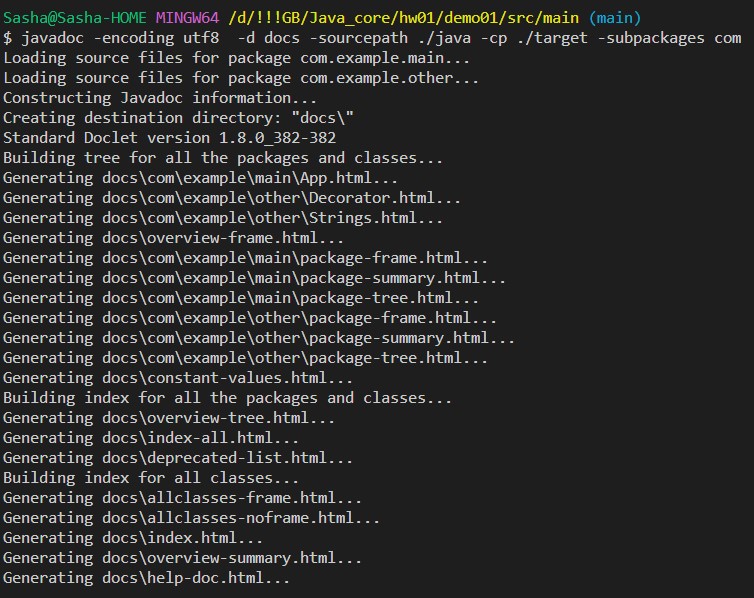 Sasha@Sasha-HOME MINGW64 /d/!!!GB/Java_core/hw01/demo01/src/main (main)
$ javadoc -encoding utf8  -d docs -sourcepath ./java -cp ./target -subpackages com
Loading source files for package com.example.main...
Loading source files for package com.example.other...
Constructing Javadoc information...
Creating destination directory: "docs\"
Standard Doclet version 1.8.0_382-382
Building tree for all the packages and classes...
Generating docs\com\example\main\App.html...
Generating docs\com\example\other\Decorator.html...
Generating docs\com\example\other\Strings.html...
Generating docs\overview-frame.html...
Generating docs\com\example\main\package-frame.html...
Generating docs\com\example\main\package-summary.html...
Generating docs\com\example\main\package-tree.html...
Generating docs\com\example\other\package-frame.html...
Generating docs\com\example\other\package-summary.html...
Generating docs\com\example\other\package-tree.html...
Generating docs\constant-values.html...
Building index for all the packages and classes...
Generating docs\overview-tree.html...
Generating docs\index-all.html...
Generating docs\deprecated-list.html...
Building index for all classes...
Generating docs\allclasses-frame.html...
Generating docs\allclasses-noframe.html...
Generating docs\index.html...
Generating docs\overview-summary.html...
Generating docs\help-doc.html...